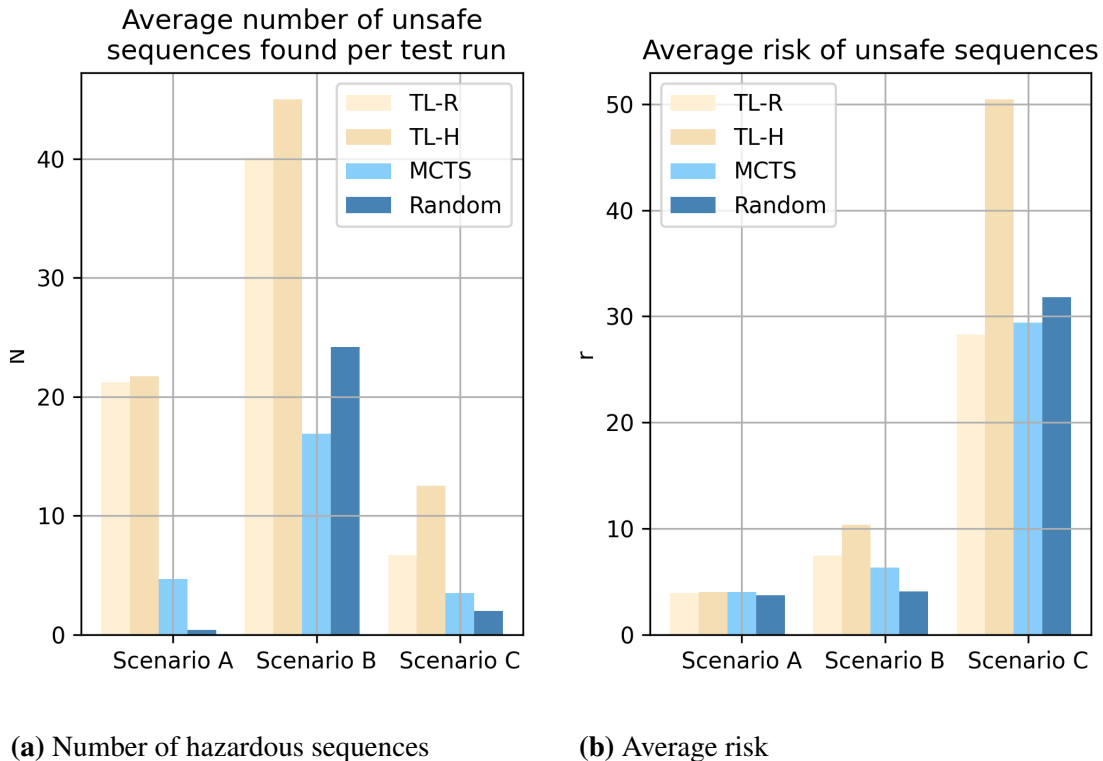 Average number of unsafe
sequences found per test run
N
40
30
20
10
0
TL-R
TL-H
MCTS
Random
Scenario A
Scenario B
Scenario C
(a) Number of hazardous sequences
Average risk of unsafe sequences
r
50
40
30
20
10
0
TL-R
TL-H
MCTS
Random
Scenario A
Scenario B
Scenario C
(b) Average risk